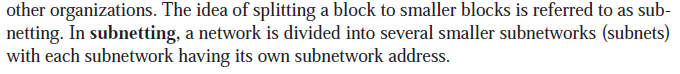 other organizations. The idea of splitting a block to smaller blocks is referred to as sub-
netting. In subnetting, a network is divided into several smaller subnetworks (subnets)
with each subnetwork having its own subnetwork address.